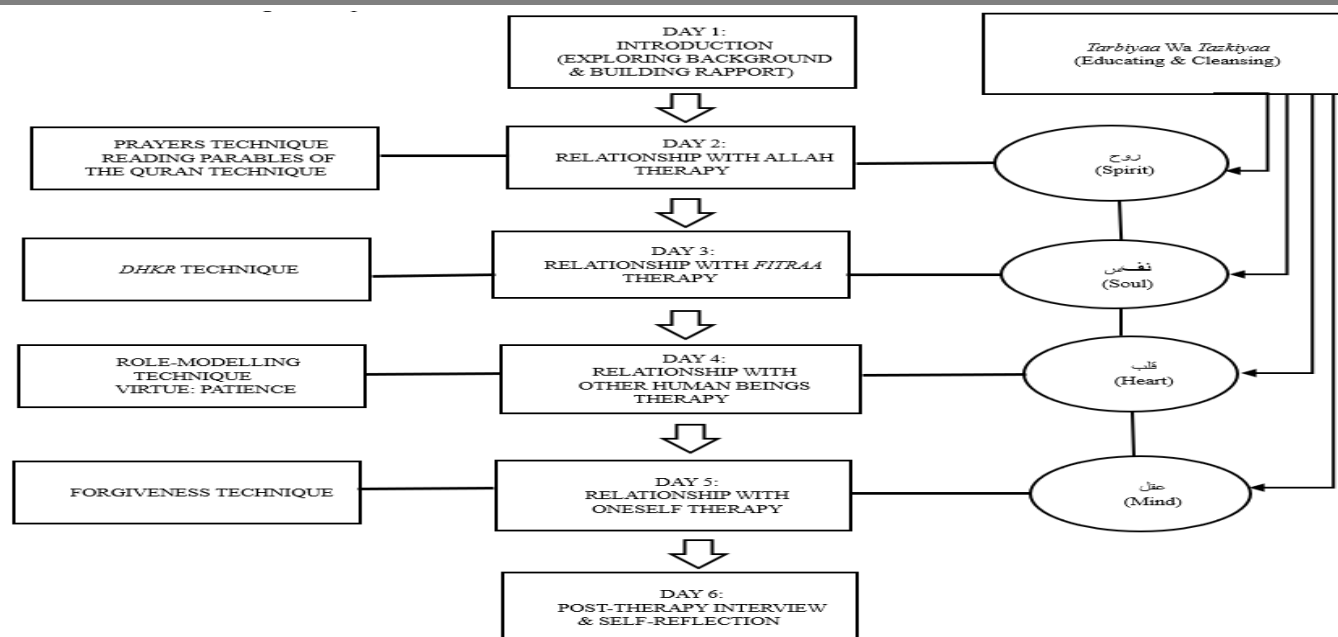 DAY 1:
INTRODUCTION
(EXPLORING BACKGROUND
& BUILDING RAPPORT)
Tarbiyaa Wa Tazkiyaa
(Educating & Cleansing)
PRAYERS TECHNIQUE
READING PARABLES OF
THE QURAN TECHNIQUE
DAY 2:
RELATIONSHIP WITH ALLAH
THERAPY
روح
(Spirit)
DHKR TECHNIQUE
DAY 3:
RELATIONSHIP WITH FITRAA
THERAPY
نفس
(Soul)
ROLE-MODELLING
TECHNIQUE
VIRTUE: PATIENCE
DAY 4:
RELATIONSHIP WITH
OTHER HUMAN BEINGS
THERAPY
قلب
(Heart)
FORGIVENESS TECHNIQUE
DAY 5:
RELATIONSHIP WITH
ONESELF THERAPY
عقل
(Mind)
DAY 6:
POST-THERAPY INTERVIEW
& SELF-REFLECTION